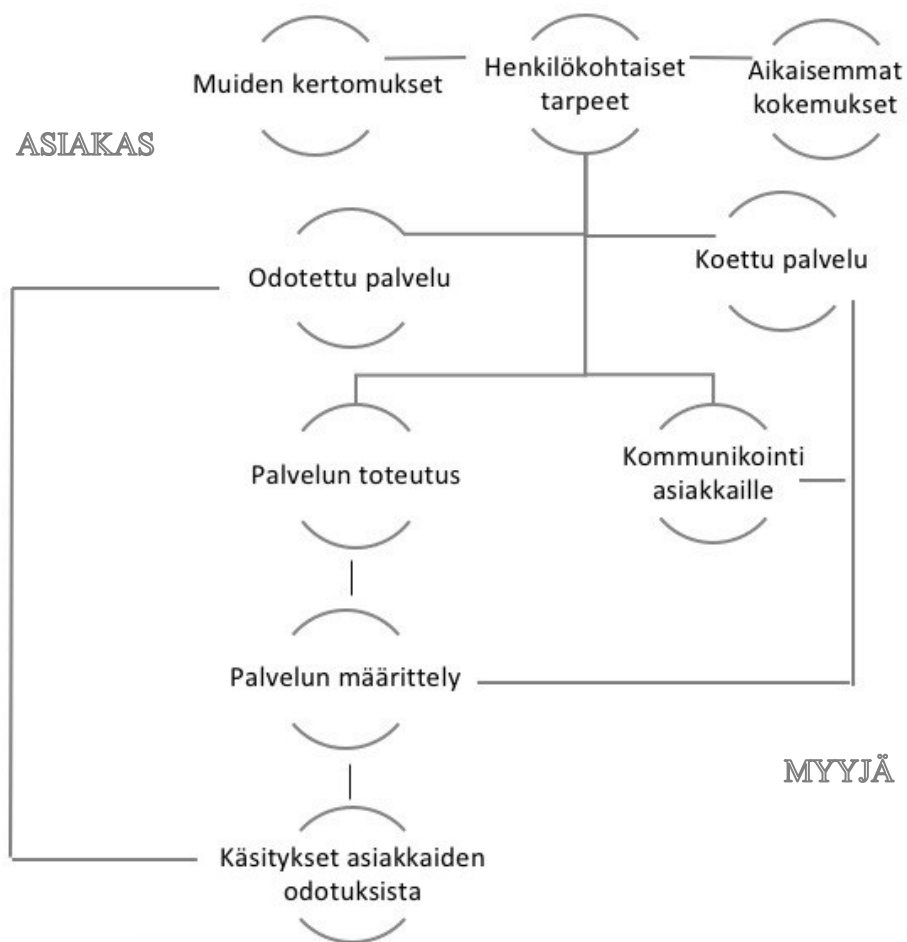 Muiden kertomukset
Henkilökohtaiset
tarpeet
Aikaisemmat
kokemukset
ASIAKAS
Odotettu palvelu
Koettu palvelu
Palvelun toteutus
Kommunikointi
asiakkaille
Palvelun määrittely
MYYJÄ
Käsitykset asiakkaiden
odotuksista